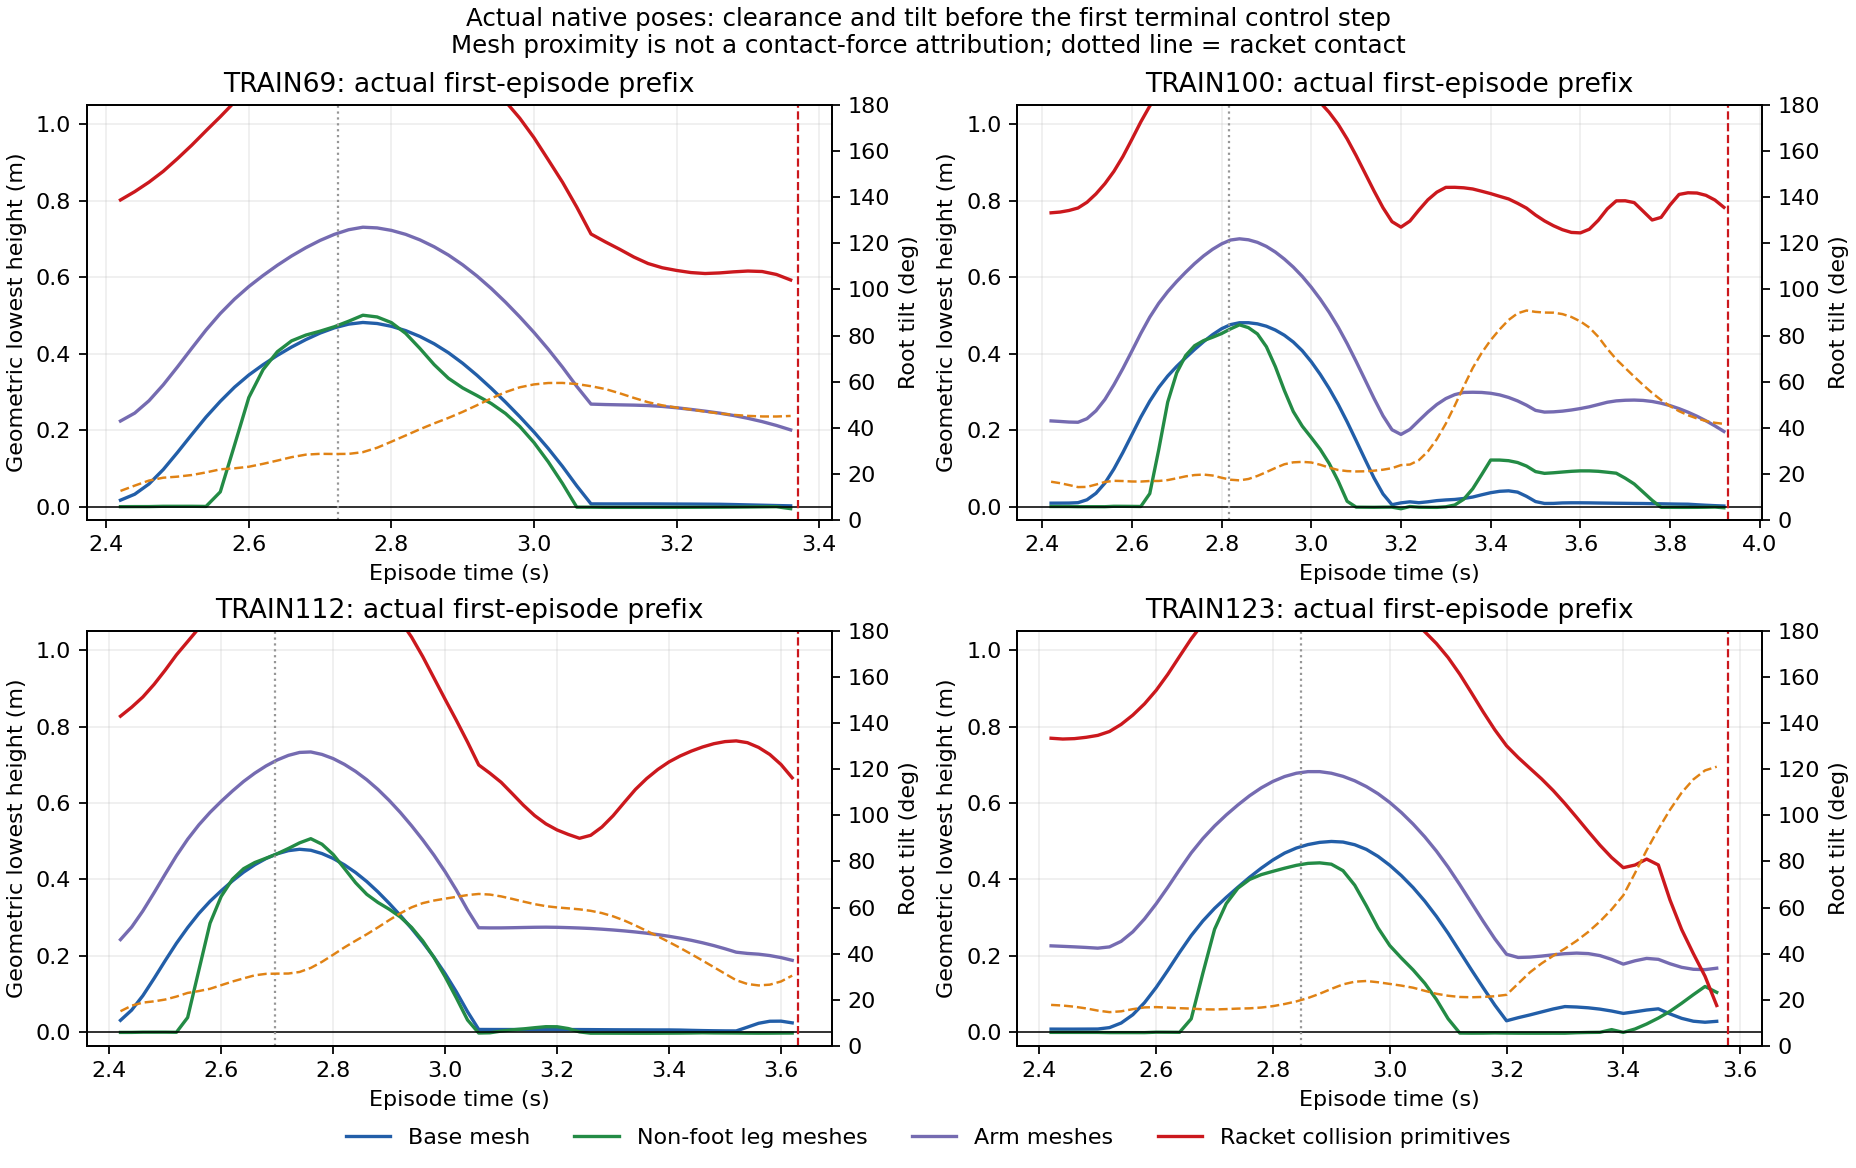 Actual native poses: clearance and tilt before the first terminal control step
Mesh proximity is not a contact-force attribution; dotted line = racket contact
TRAIN69: actual first-episode prefix
Geometric lowest height (m)
1.0
0.8
0.6
0.4
0.2
0.0
180
160
140
120
100
80
60
40
20
0
Root tilt (deg)
2.4 2.6 2.8 3.0 3.2 3.4
Episode time (s)
TRAIN100: actual first-episode prefix
Geometric lowest height (m)
1.0
0.8
0.6
0.4
0.2
0.0
180
160
140
120
100
80
60
40
20
0
Root tilt (deg)
2.4 2.6 2.8 3.0 3.2 3.4 3.6 3.8 4.0
Episode time (s)
TRAIN112: actual first-episode prefix
Geometric lowest height (m)
1.0
0.8
0.6
0.4
0.2
0.0
180
160
140
120
100
80
60
40
20
0
Root tilt (deg)
2.4 2.6 2.8 3.0 3.2 3.4 3.6
Episode time (s)
TRAIN123: actual first-episode prefix
Geometric lowest height (m)
1.0
0.8
0.6
0.4
0.2
0.0
180
160
140
120
100
80
60
40
20
0
Root tilt (deg)
2.4 2.6 2.8 3.0 3.2 3.4 3.6
Episode time (s)
Base mesh Non-foot leg meshes Arm meshes Racket collision primitives